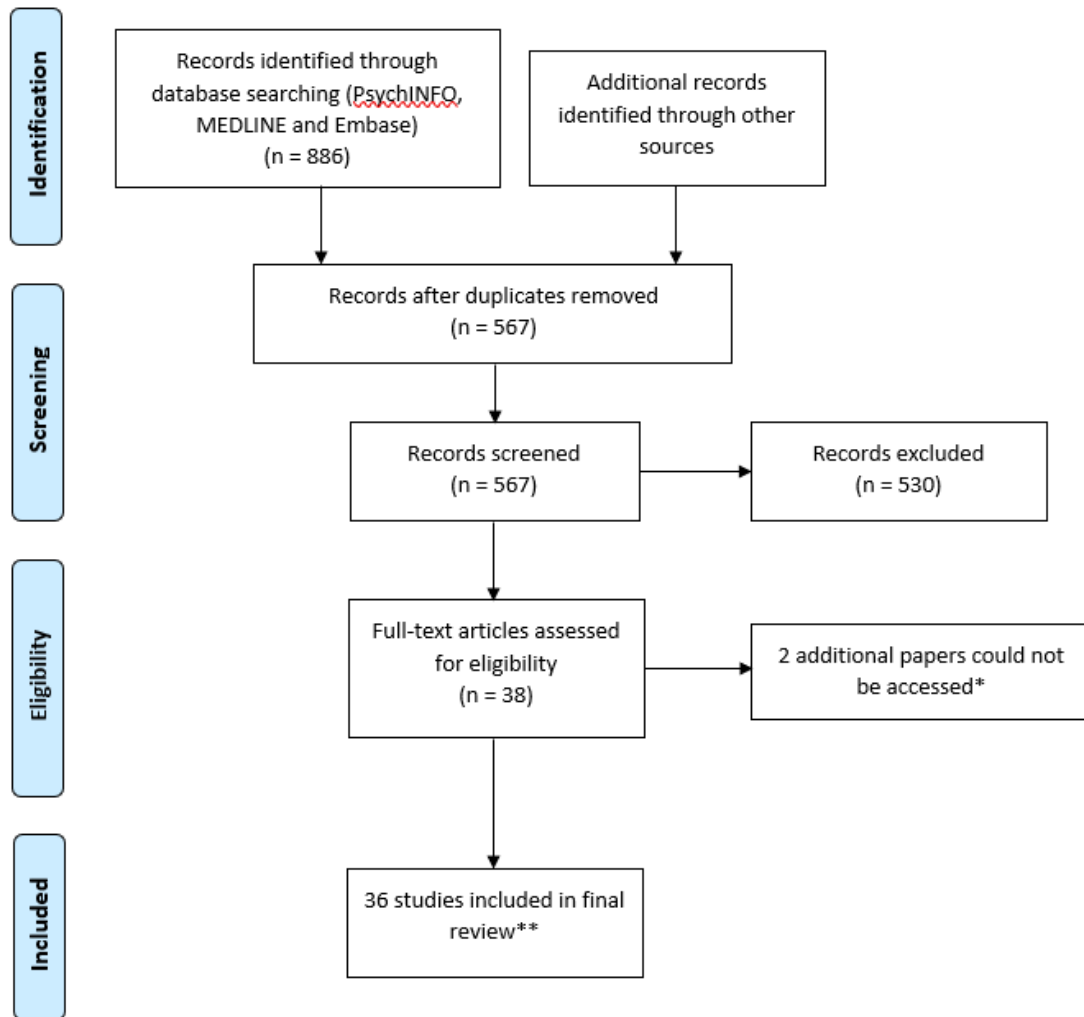 Identification
Records identified through
database searching (PsychINFO,
MEDLINE and Embase)
(n = 886)
Additional records
identified through other
sources
Records after duplicates removed
(n = 567)
Screening
Records screened
(n = 567)
Records excluded
(n = 530)
Eligibility
Full-text articles assessed
for eligibility
(n = 38)
2 additional papers could not
be accessed*
Included
36 studies included in final
review**